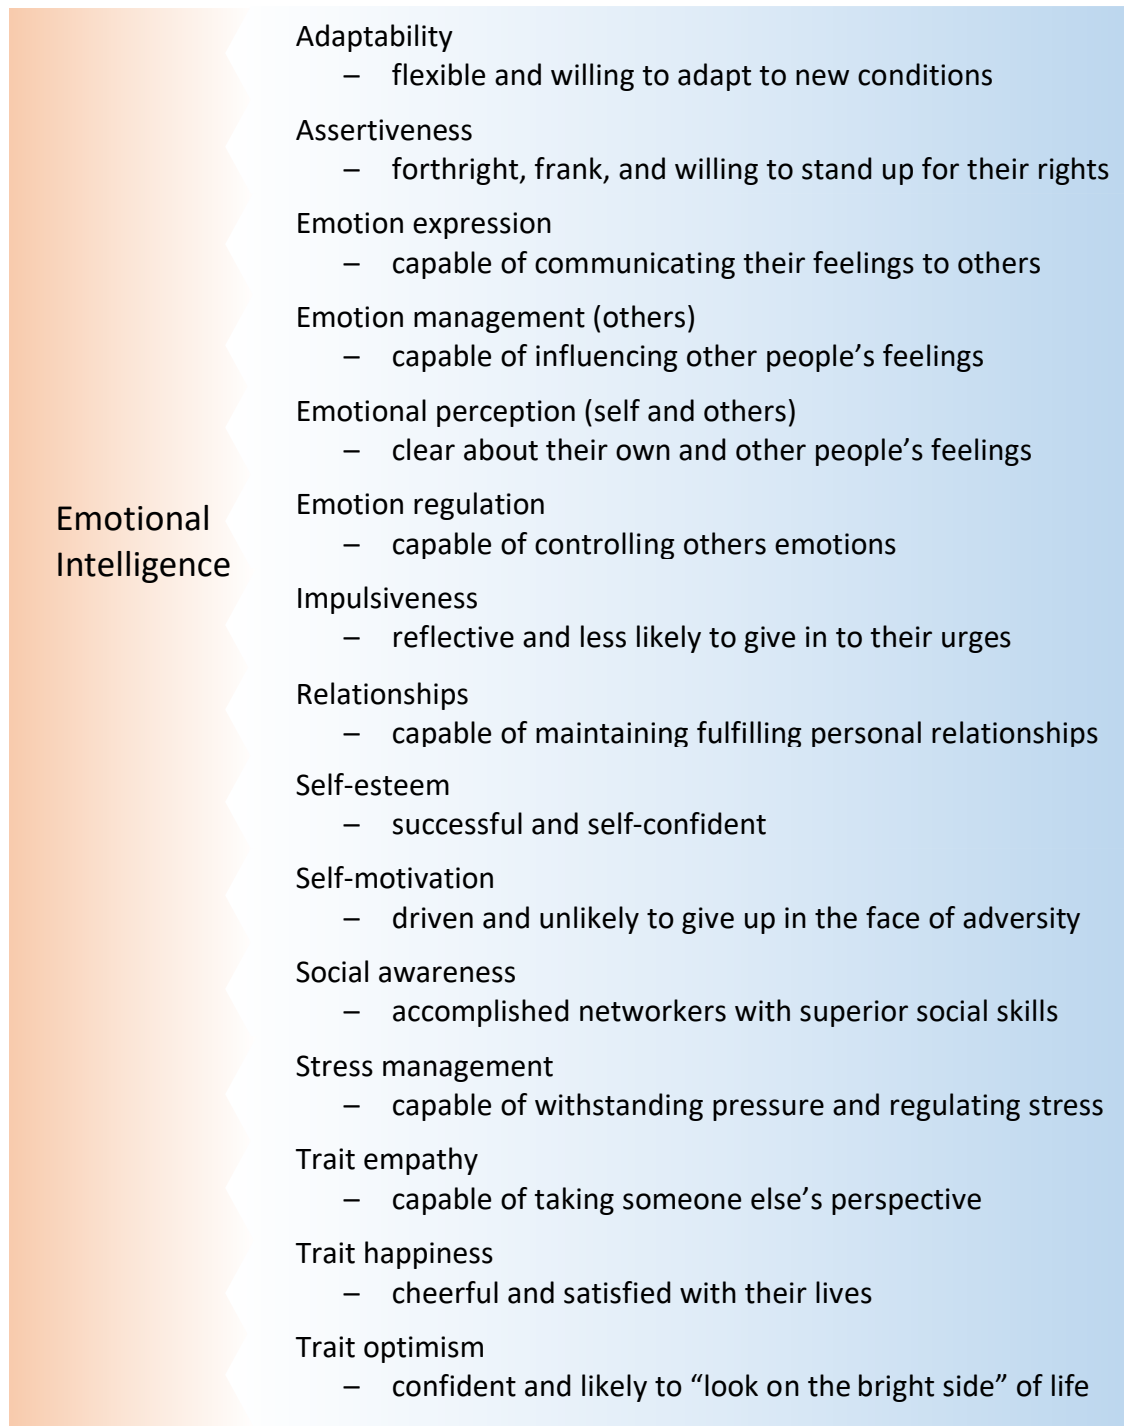 Emotional
Intelligence
Adaptability
– flexible and willing to adapt to new conditions
Assertiveness
– forthright, frank, and willing to stand up for their rights
Emotion expression
– capable of communicating their feelings to others
Emotion management (others)
– capable of influencing other people’s feelings
Emotional perception (self and others)
– clear about their own and other people’s feelings
Emotion regulation
– capable of controlling others emotions
Impulsiveness
– reflective and less likely to give in to their urges
Relationships
– capable of maintaining fulfilling personal relationships
Self-esteem
– successful and self-confident
Self-motivation
– driven and unlikely to give up in the face of adversity
Social awareness
– accomplished networkers with superior social skills
Stress management
– capable of withstanding pressure and regulating stress
Trait empathy
– capable of taking someone else’s perspective
Trait happiness
– cheerful and satisfied with their lives
Trait optimism
– confident and likely to “look on the bright side” of life